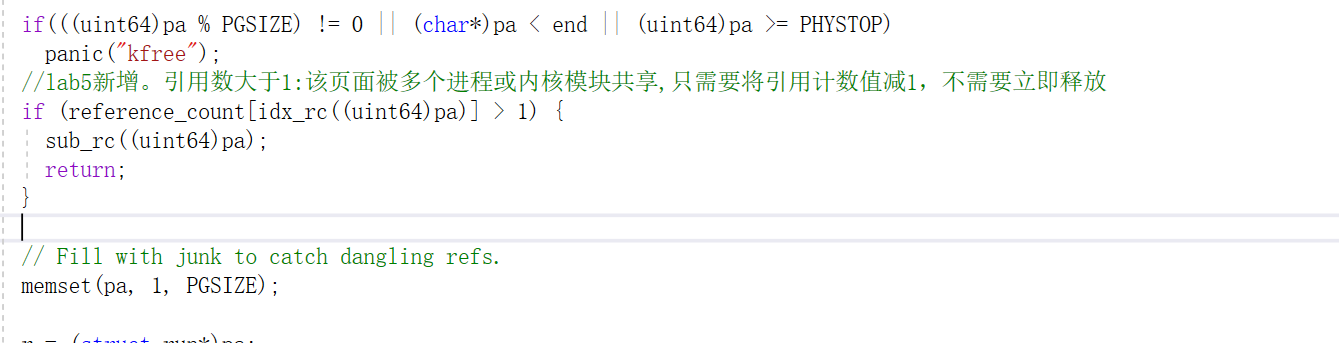 if(((uint64)pa % PGSIZE) != 0 || (char*)pa < end || (uint64)pa >= PHYSTOP)
panic("kfree");
//lab5新增。引用数大于1:该页面被多个进程或内核模块共享,只需要将引用计数值减1，不需要立即释放
if (reference_count[idx_rc((uint64)pa)] > 1) {
sub_rc((uint64)pa);
return;
}
// Fill with junk to catch dangling refs.
memset(pa, 1, PGSIZE);
r = (struct run*)pa;